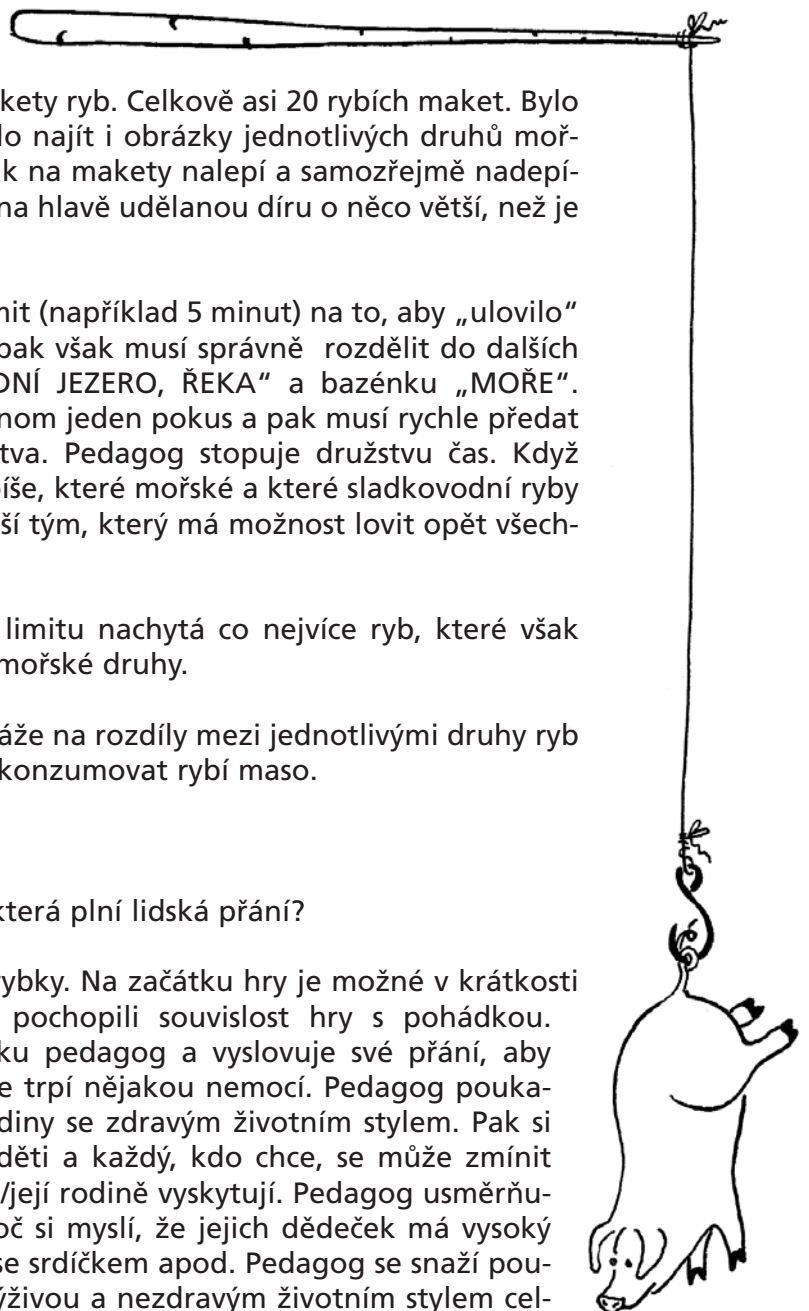 kety ryb. Celkově asi 20 rybích maket. Bylo
lo najít i obrázky jednotlivých druhů moř-
k na makety nalepí a samozřejmě nadepí-
na hlavě udělanou díru o něco větší, než je
mit (například 5 minut) na to, aby „ulovilo“
pak však musí správně rozdělit do dalších
DNÍ JEZERO, ŘEKA“ a bazénku „MOŘE“.
nom jeden pokus a pak musí rychle předat
tva. Pedagog stopuje družstvu čas. Když
píše, které mořské a které sladkovodní ryby
ší tým, který má možnost lovit opět všech-
limitu nachytá co nejvíce ryb, které však
mořské druhy.
áže na rozdíly mezi jednotlivými druhy ryb
konzumovat rybí maso.
která plní lidská přání?
rybky. Na začátku hry je možné v krátkosti
pochopili souvislost hry s pohádkou.
ku pedagog a vyslovuje své přání, aby
e trpí nějakou nemocí. Pedagog pouka-
diny se zdravým životním stylem. Pak si
děti a každý, kdo chce, se může zmínit
/její rodině vyskytují. Pedagog usměrňu-
oč si myslí, že jejich dědeček má vysoký
se srdíčkem apod. Pedagog se snaží pou-
ýživou a nezdravým životním stylem cel-